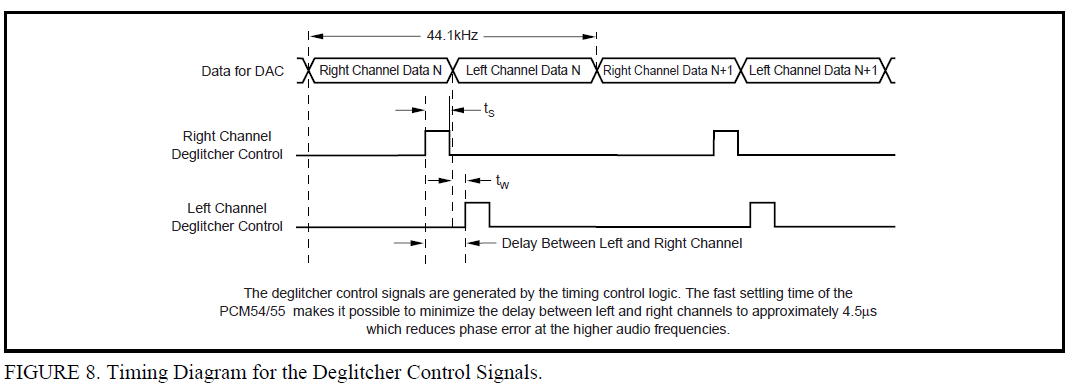 44.1kHz
Data for DAC
Right Channel Data N
Left Channel Data N
Right Channel Data N+1
Left Channel Data N+1
tS
Right Channel
Deglitcher Control
tW
Left Channel
Deglitcher Control
Delay Between Left and Right Channel
The deglitcher control signals are generated by the timing control logic. The fast settling time of the
PCM54/55 makes it possible to minimize the delay between left and right channels to approximately 4.5μs
which reduces phase error at the higher audio frequencies.
FIGURE 8. Timing Diagram for the Deglitcher Control Signals.